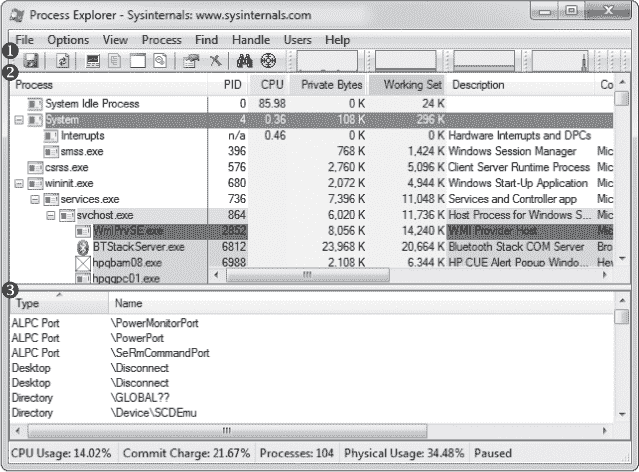 Process Explorer - Sysinternals: www.sysinternals.com
File Options View Process Find Handle Users Help
1
2
Process PID CPU Private Bytes Working Set Description Co
System Idle Process 0 85.98 0 K 24 K
System 4 0.36 108 K 296 K
Interrupts n/a 0.46 0 K 0 K Hardware Interrupts and DPCs
smss.exe 396 768 K 1,424 K Windows Session Manager Mic
csrss.exe 576 2,760 K 5,096 K Client Server Runtime Process Mic
wininit.exe 680 2,072 K 4,944 K Windows Start-Up Application Mic
services.exe 736 7,396 K 11,048 K Services and Controller app Mic
svchost.exe 864 6,020 K 11,736 K Host Process for Windows S... Mic
WmiPrvSE.exe 2852 8,056 K 14,240 K WMI Provider Host Mic
BTStackServer.exe 6812 23,968 K 20,664 K Bluetooth Stack COM Server Bro
hpqbam08.exe 6988 2,108 K 6,344 K HP CUE Alert Popup Windo... Hew
hpqgpc01.exe
3
Type Name
ALPC Port \PowerMonitorPort
ALPC Port \PowerPort
ALPC Port \SeRmCommandPort
Desktop \Disconnect
Desktop \Disconnect
Directory \GLOBAL??
Directory \Device\SCDEmu
CPU Usage: 14.02% Commit Charge: 21.67% Processes: 104 Physical Usage: 34.48% Paused